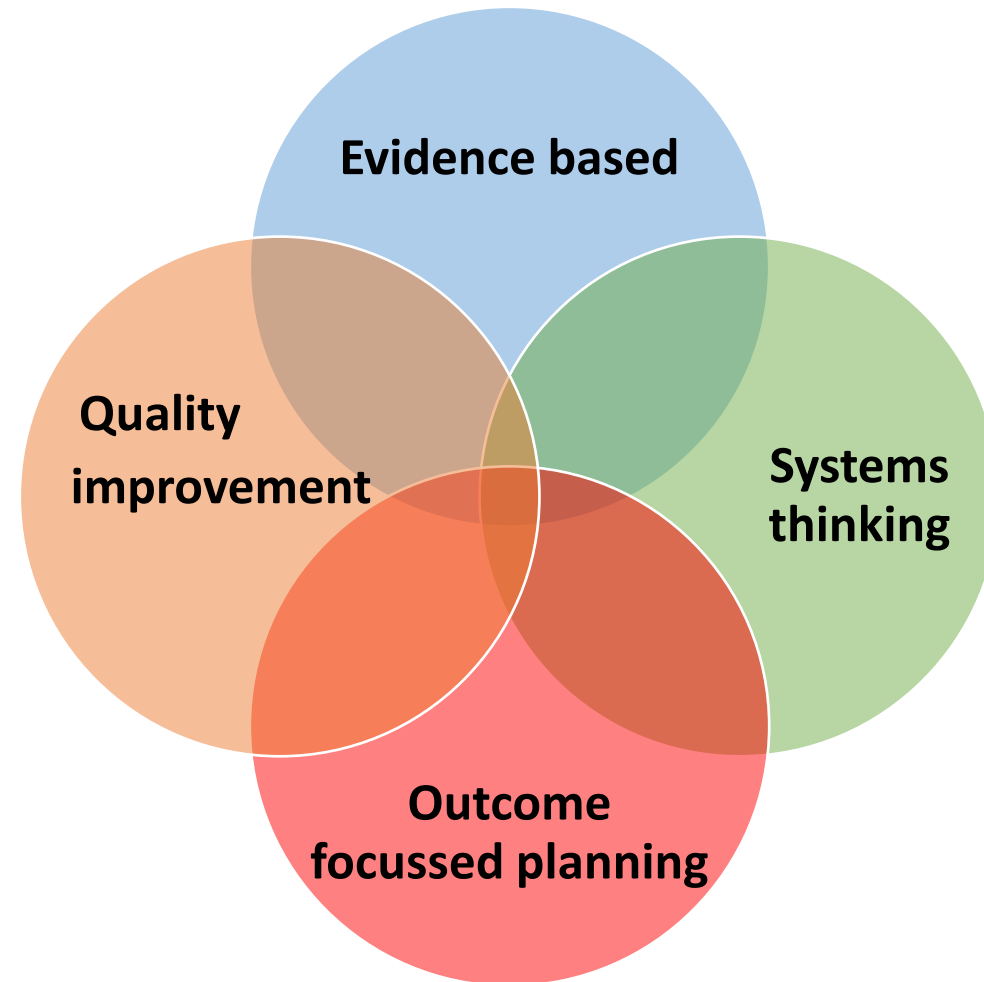 Evidence based
Quality
improvement
Systems
thinking
Outcome
focussed planning